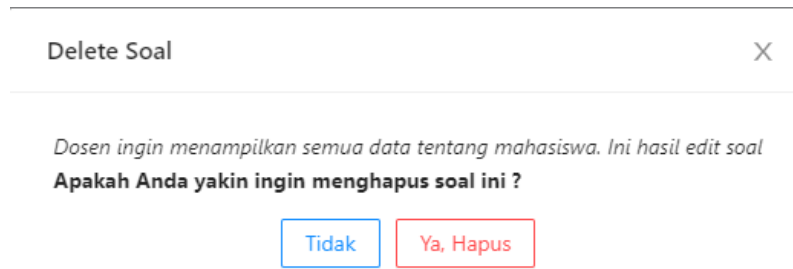 Delete Soal X
Dosen ingin menampilkan semua data tentang mahasiswa. Ini hasil edit soal
Apakah Anda yakin ingin menghapus soal ini ?
Tidak Ya, Hapus